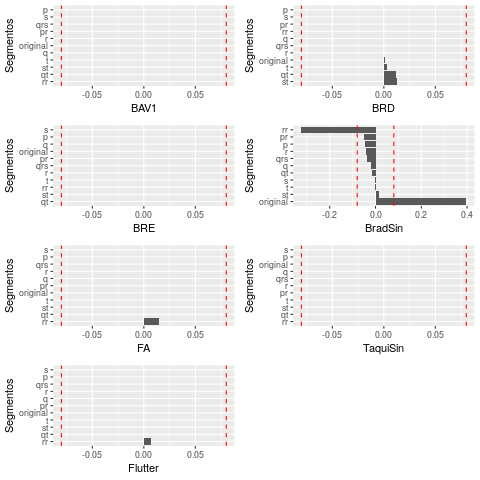 Segmentos
p
s
qrs
pr
r
original
q
t
st
qt
rr
-0.05 0.00 0.05
BAV1
Segmentos
p
s
pr
r
q
qrs
original
t
st
qt
rr
-0.05 0.00 0.05
BRD
Segmentos
s
p
q
original
pr
qrs
r
t
rr
st
qt
-0.05 0.00 0.05
BRE
Segmentos
rr
pr
p
r
qrs
q
qt
s
t
st
original
-0.2 0.0 0.2 0.4
BradSin
Segmentos
s
p
qrs
r
q
pr
original
t
st
qt
rr
-0.05 0.00 0.05
FA
Segmentos
s
p
original
qrs
q
r
pr
t
st
qt
rr
-0.05 0.00 0.05
TaquiSin
Segmentos
s
p
qrs
r
q
pr
original
t
st
qt
rr
-0.05 0.00 0.05
Flutter